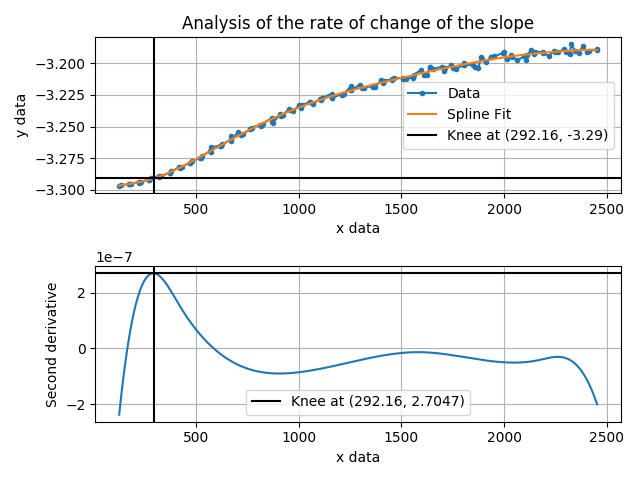 Analysis of the rate of change of the slope
y data
−3.200
−3.225
−3.250
−3.275
−3.300
Data
Spline Fit
Knee at (292.16, -3.29)
500
1000
1500
2000
2500
x data
1e−7
Second derivative
2
0
−2
Knee at (292.16, 2.7047)
500
1000
1500
2000
2500
x data